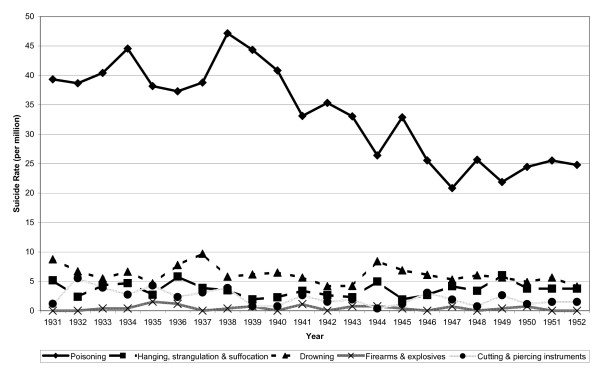 50
45
40
35
30
25
20
15
10
5
0
Suicide Rate (per million)
1931 1932 1933 1934 1935 1936 1937 1938 1939 1940 1941 1942 1943 1944 1945 1946 1947 1948 1949 1950 1951 1952
Year
Poisoning Hanging, strangulation & suffocation Drowning Firearms & explosives Cutting & piercing instruments